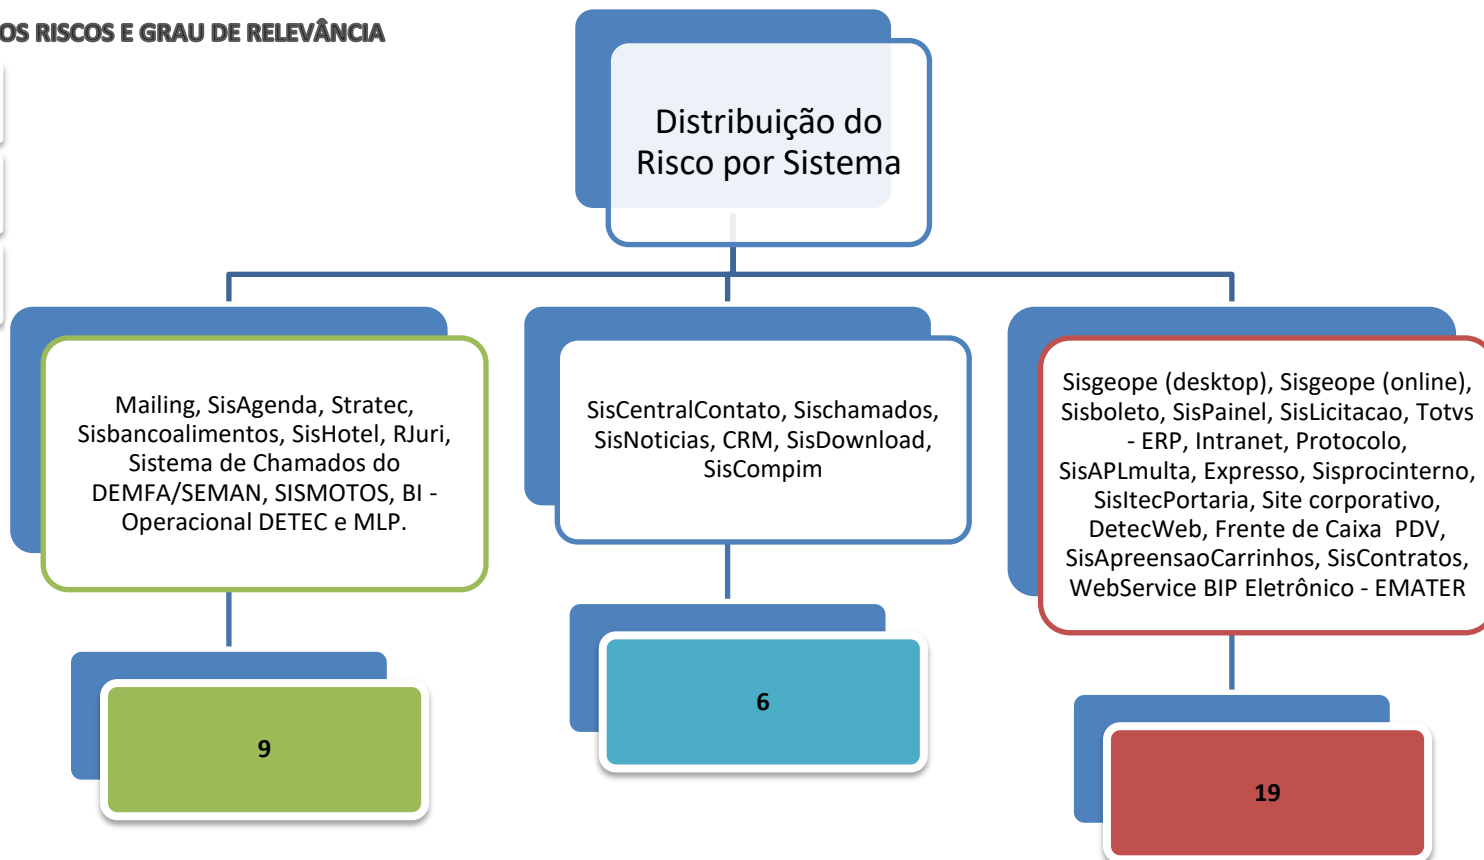 OS RISCOS E GRAU DE RELEVÂNCIA
Distribuição do
Risco por Sistema
Mailing, SisAgenda, Stratec,
Sisbancoalimentos, SisHotel, RJuri,
Sistema de Chamados do
DEMFA/SEMAN, SISMOTOS, BI -
Operacional DETEC e MLP.
9
SisCentralContato, Sischamados,
SisNoticias, CRM, SisDownload,
SisCompim
6
Sisgeope (desktop), Sisgeope (online),
Sisboleto, SisPainel, SisLicitacao, Totvs
- ERP, Intranet, Protocolo,
SisAPLmulta, Expresso, Sisprocinterno,
SisItecPortaria, Site corporativo,
DetecWeb, Frente de Caixa  PDV,
SisApreensaoCarrinhos, SisContratos,
WebService BIP Eletrônico - EMATER
19